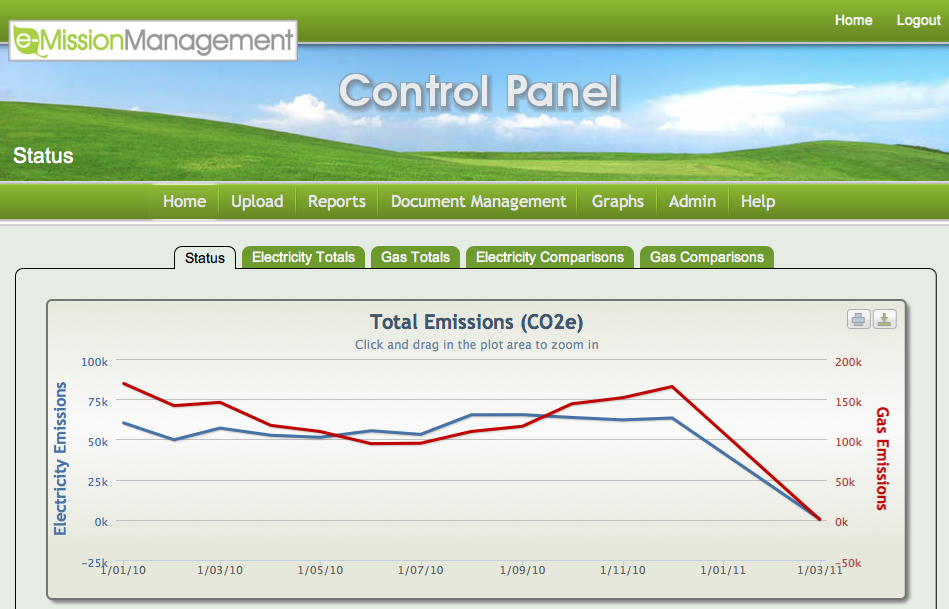 Home Logout
e-MissionManagement
Control Panel
Status
Home Upload Reports Document Management Graphs Admin Help
Status Electricity Totals Gas Totals Electricity Comparisons Gas Comparisons
Total Emissions (CO2e)
Click and drag in the plot area to zoom in
Electricity Emissions
100k
75k
50k
25k
0k
-25k
200k
150k
100k
50k
0k
-50k
Gas Emissions
1/01/10 1/03/10 1/05/10 1/07/10 1/09/10 1/11/10 1/01/11 1/03/11